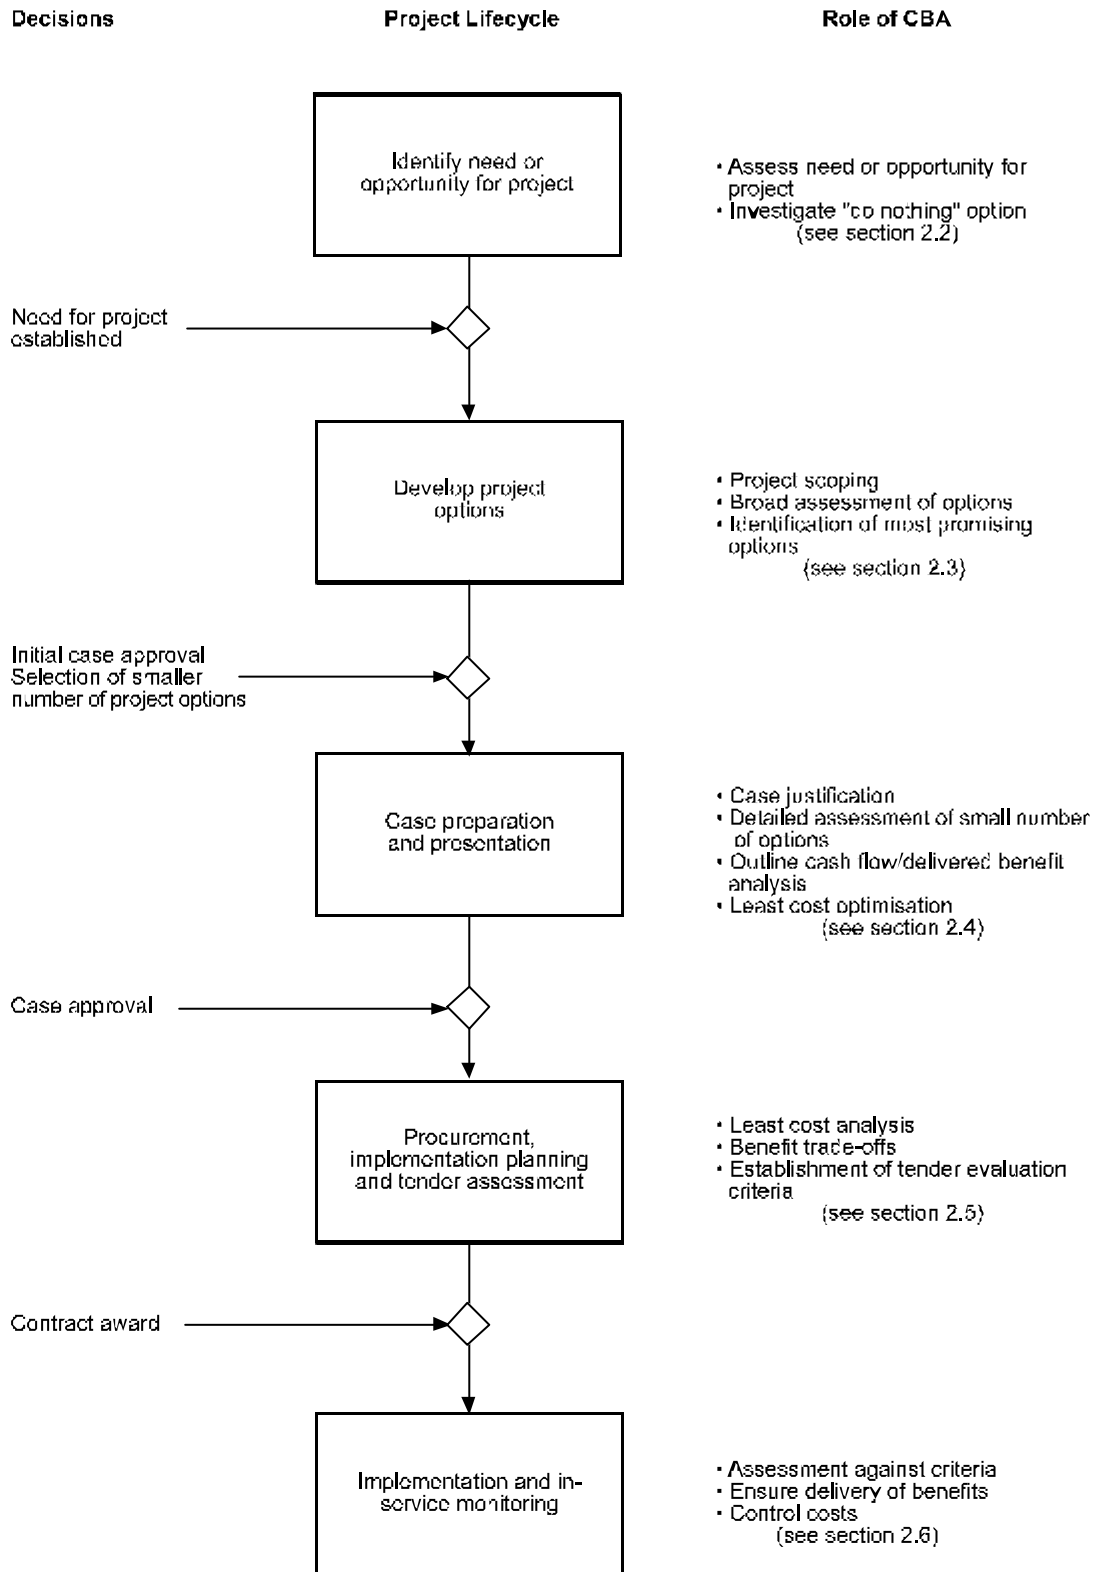 Decisions
Project Lifecycle
Role of CBA
Identify need or
opportunity for project
• Assess need or opportunity for
project
• Investigate "do nothing" option
(see section 2.2)
Need for project
established
Develop project
options
• Project scoping
• Broad assessment of options
• Identification of most promising
options
(see section 2.3)
Initial case approval
Selection of smaller
number of project options
Case preparation
and presentation
• Case justification
• Detailed assessment of small number
of options
• Outline cash flow/delivered benefit
analysis
• Least cost optimisation
(see section 2.4)
Case approval
Procurement,
implementation planning
and tender assessment
• Least cost analysis
• Benefit trade-offs
• Establishment of tender evaluation
criteria
(see section 2.5)
Contract award
Implementation and in-
service monitoring
• Assessment against criteria
• Ensure delivery of benefits
• Control costs
(see section 2.6)